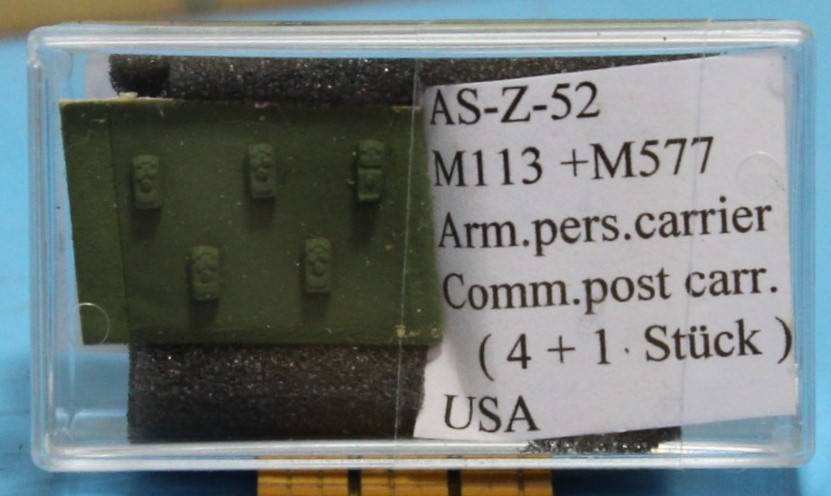 AS-Z-52
M113 +M577
Arm.pers.carrier
Comm.post carr.
( 4 + 1· Stück )
USA